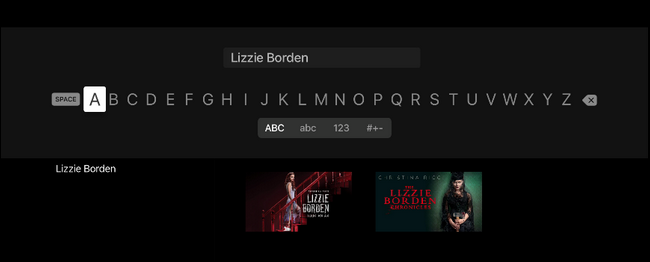 Lizzie Borden
SPACE A B C D E F G H I J K L M N O P Q R S T U V W X Y Z
ABC abc 123 #+-
Lizzie Borden
LIZZIE
BORDEN
CHRISTINA RICCI
THE
LIZZIE
BORDEN
CHRONICLES